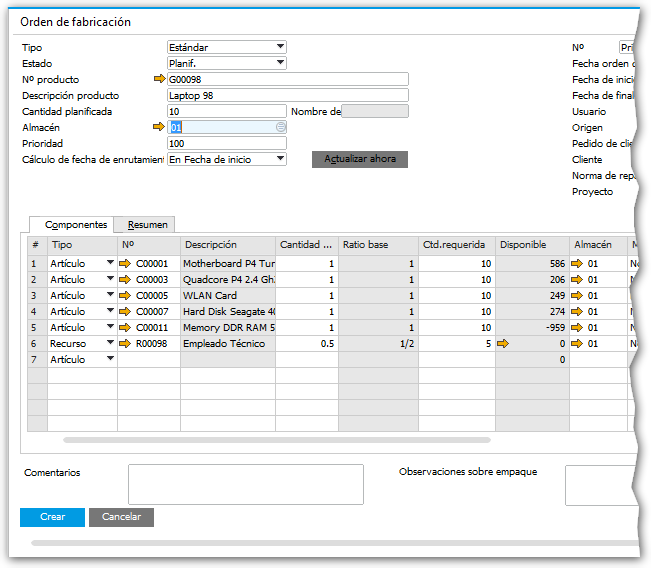 Orden de fabricación
Tipo Estándar Nº Pri
Estado Planif. Fecha orden
Nº producto G00098 Fecha de inici
Descripción producto Laptop 98 Fecha de final
Cantidad planificada 10 Nombre de Usuario
Almacén 01 Origen
Prioridad 100 Pedido de cli
Cálculo de fecha de enrutamien En Fecha de inicio Actualizar ahora Cliente
Norma de rep
Proyecto
Componentes Resumen
# Tipo Nº Descripción Cantidad ... Ratio base Ctd.requerida Disponible Almacén M
1 Artículo C00001 Motherboard P4 Tur 1 1 10 586 01 No
2 Artículo C00003 Quadcore P4 2.4 Gh 1 1 10 206 01 N
3 Artículo C00005 WLAN Card 1 1 10 249 01 N
4 Artículo C00007 Hard Disk Seagate 40 1 1 10 274 01 N
5 Artículo C00011 Memory DDR RAM 5 1 1 10 -959 01 N
6 Recurso R00098 Empleado Técnico 0.5 1/2 5 0 01 N
7 Artículo 0
Comentarios Observaciones sobre empaque
Crear Cancelar